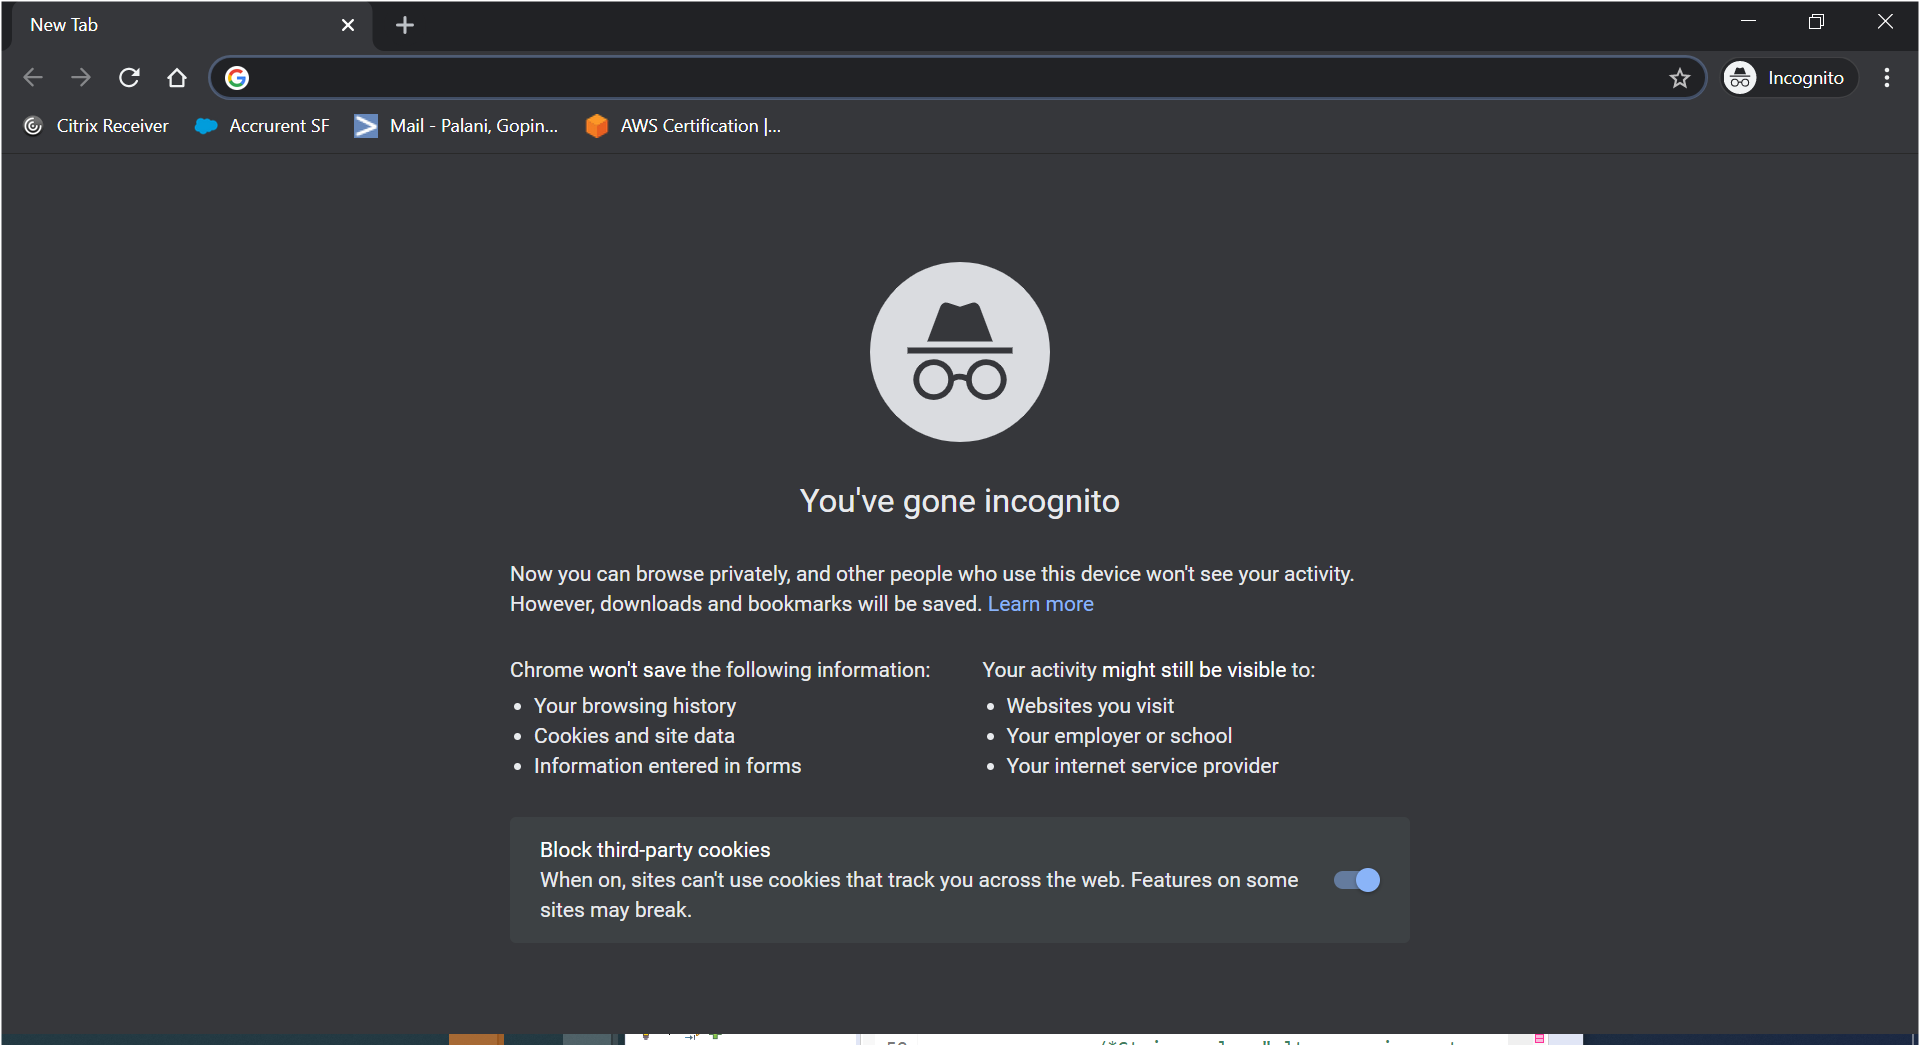 New Tab
Incognito
Citrix Receiver
Accrurent SF
Mail - Palani, Gopin...
AWS Certification |...
You've gone incognito
Now you can browse privately, and other people who use this device won't see your activity.
However, downloads and bookmarks will be saved. Learn more
Chrome won't save the following information:
Your browsing history
Cookies and site data
Information entered in forms
Your activity might still be visible to:
Websites you visit
Your employer or school
Your internet service provider
Block third-party cookies
When on, sites can't use cookies that track you across the web. Features on some
sites may break.